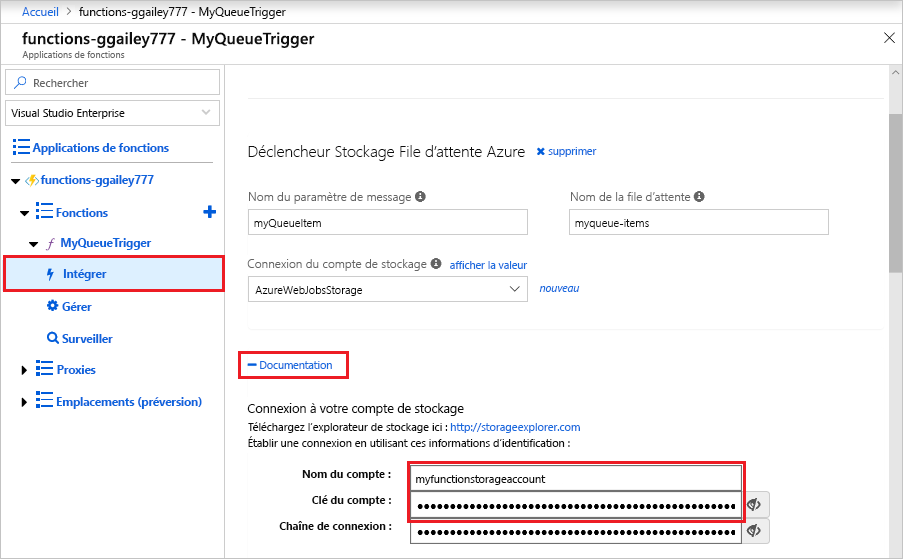 Accueil > functions-ggailey777 - MyQueueTrigger
functions-ggailey777 - MyQueueTrigger
Applications de fonctions
Rechercher
Visual Studio Enterprise
Applications de fonctions
functions-ggailey777
Fonctions
MyQueueTrigger
Intégrer
Gérer
Surveiller
Proxies
Emplacements (préversion)
Déclencheur Stockage File d'attente Azure ✖ supprimer
Nom du paramètre de message
myQueueItem
Nom de la file d'attente
myqueue-items
Connexion du compte de stockage afficher la valeur
AzureWebJobsStorage
nouveau
Documentation
Connexion à votre compte de stockage
Téléchargez l'explorateur de stockage ici : http://storageexplorer.com
Établir une connexion en utilisant ces informations d'identification :
Nom du compte : myfunctionstorageaccount
Clé du compte :
Chaîne de connexion :